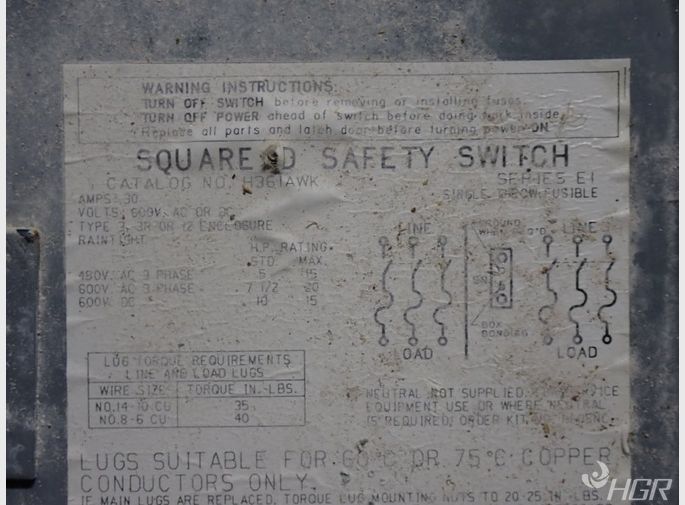 WARNING INSTRUCTIONS:
TURN OFF SWITCH before removing or installing fuses.
TURN OFF POWER ahead of switch before doing work inside.
Replace all parts and latch door before turning power ON.
SQUARE D SAFETY SWITCH
CATALOG NO. H361AWK SERIES E1
AMPS: 30 SINGLE THROW FUSIBLE
VOLTS: 600V. AC OR DC
TYPE 3, 3R OR 12 ENCLOSURE
RAINTIGHT
H.P. RATING
STD. MAX
480V. AC 3 PHASE 5 15
600V. AC 3 PHASE 7 1/2 20
600V. DC 10 15
LINE GROUND LINE
WHEN REQ'D
BOX
BONDING
LOAD LOAD
LUG TORQUE REQUIREMENTS
LINE AND LOAD LUGS
WIRE SIZE TORQUE IN.-LBS.
NO.14-10 CU 35
NO.8-6 CU 40
NEUTRAL NOT SUPPLIED.
EQUIPMENT USE OR WHERE NEUTRAL
IS REQUIRED, ORDER KIT
LUGS SUITABLE FOR 60°C OR 75°C COPPER
CONDUCTORS ONLY.
IF MAIN LUGS ARE REPLACED, TORQUE LUG MOUNTING NUTS TO 20-25 IN.-LBS.
HGR